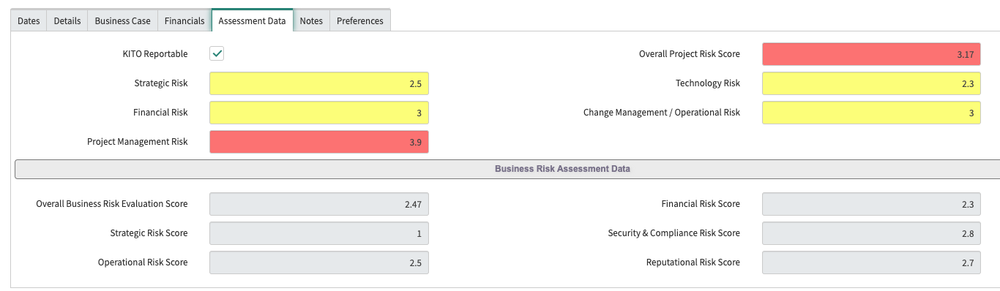 Dates Details Business Case Financials Assessment Data Notes Preferences
KITO Reportable Overall Project Risk Score 3.17
Strategic Risk 2.5 Technology Risk 2.3
Financial Risk 3 Change Management / Operational Risk 3
Project Management Risk 3.9
Business Risk Assessment Data
Overall Business Risk Evaluation Score 2.47 Financial Risk Score 2.3
Strategic Risk Score 1 Security & Compliance Risk Score 2.8
Operational Risk Score 2.5 Reputational Risk Score 2.7